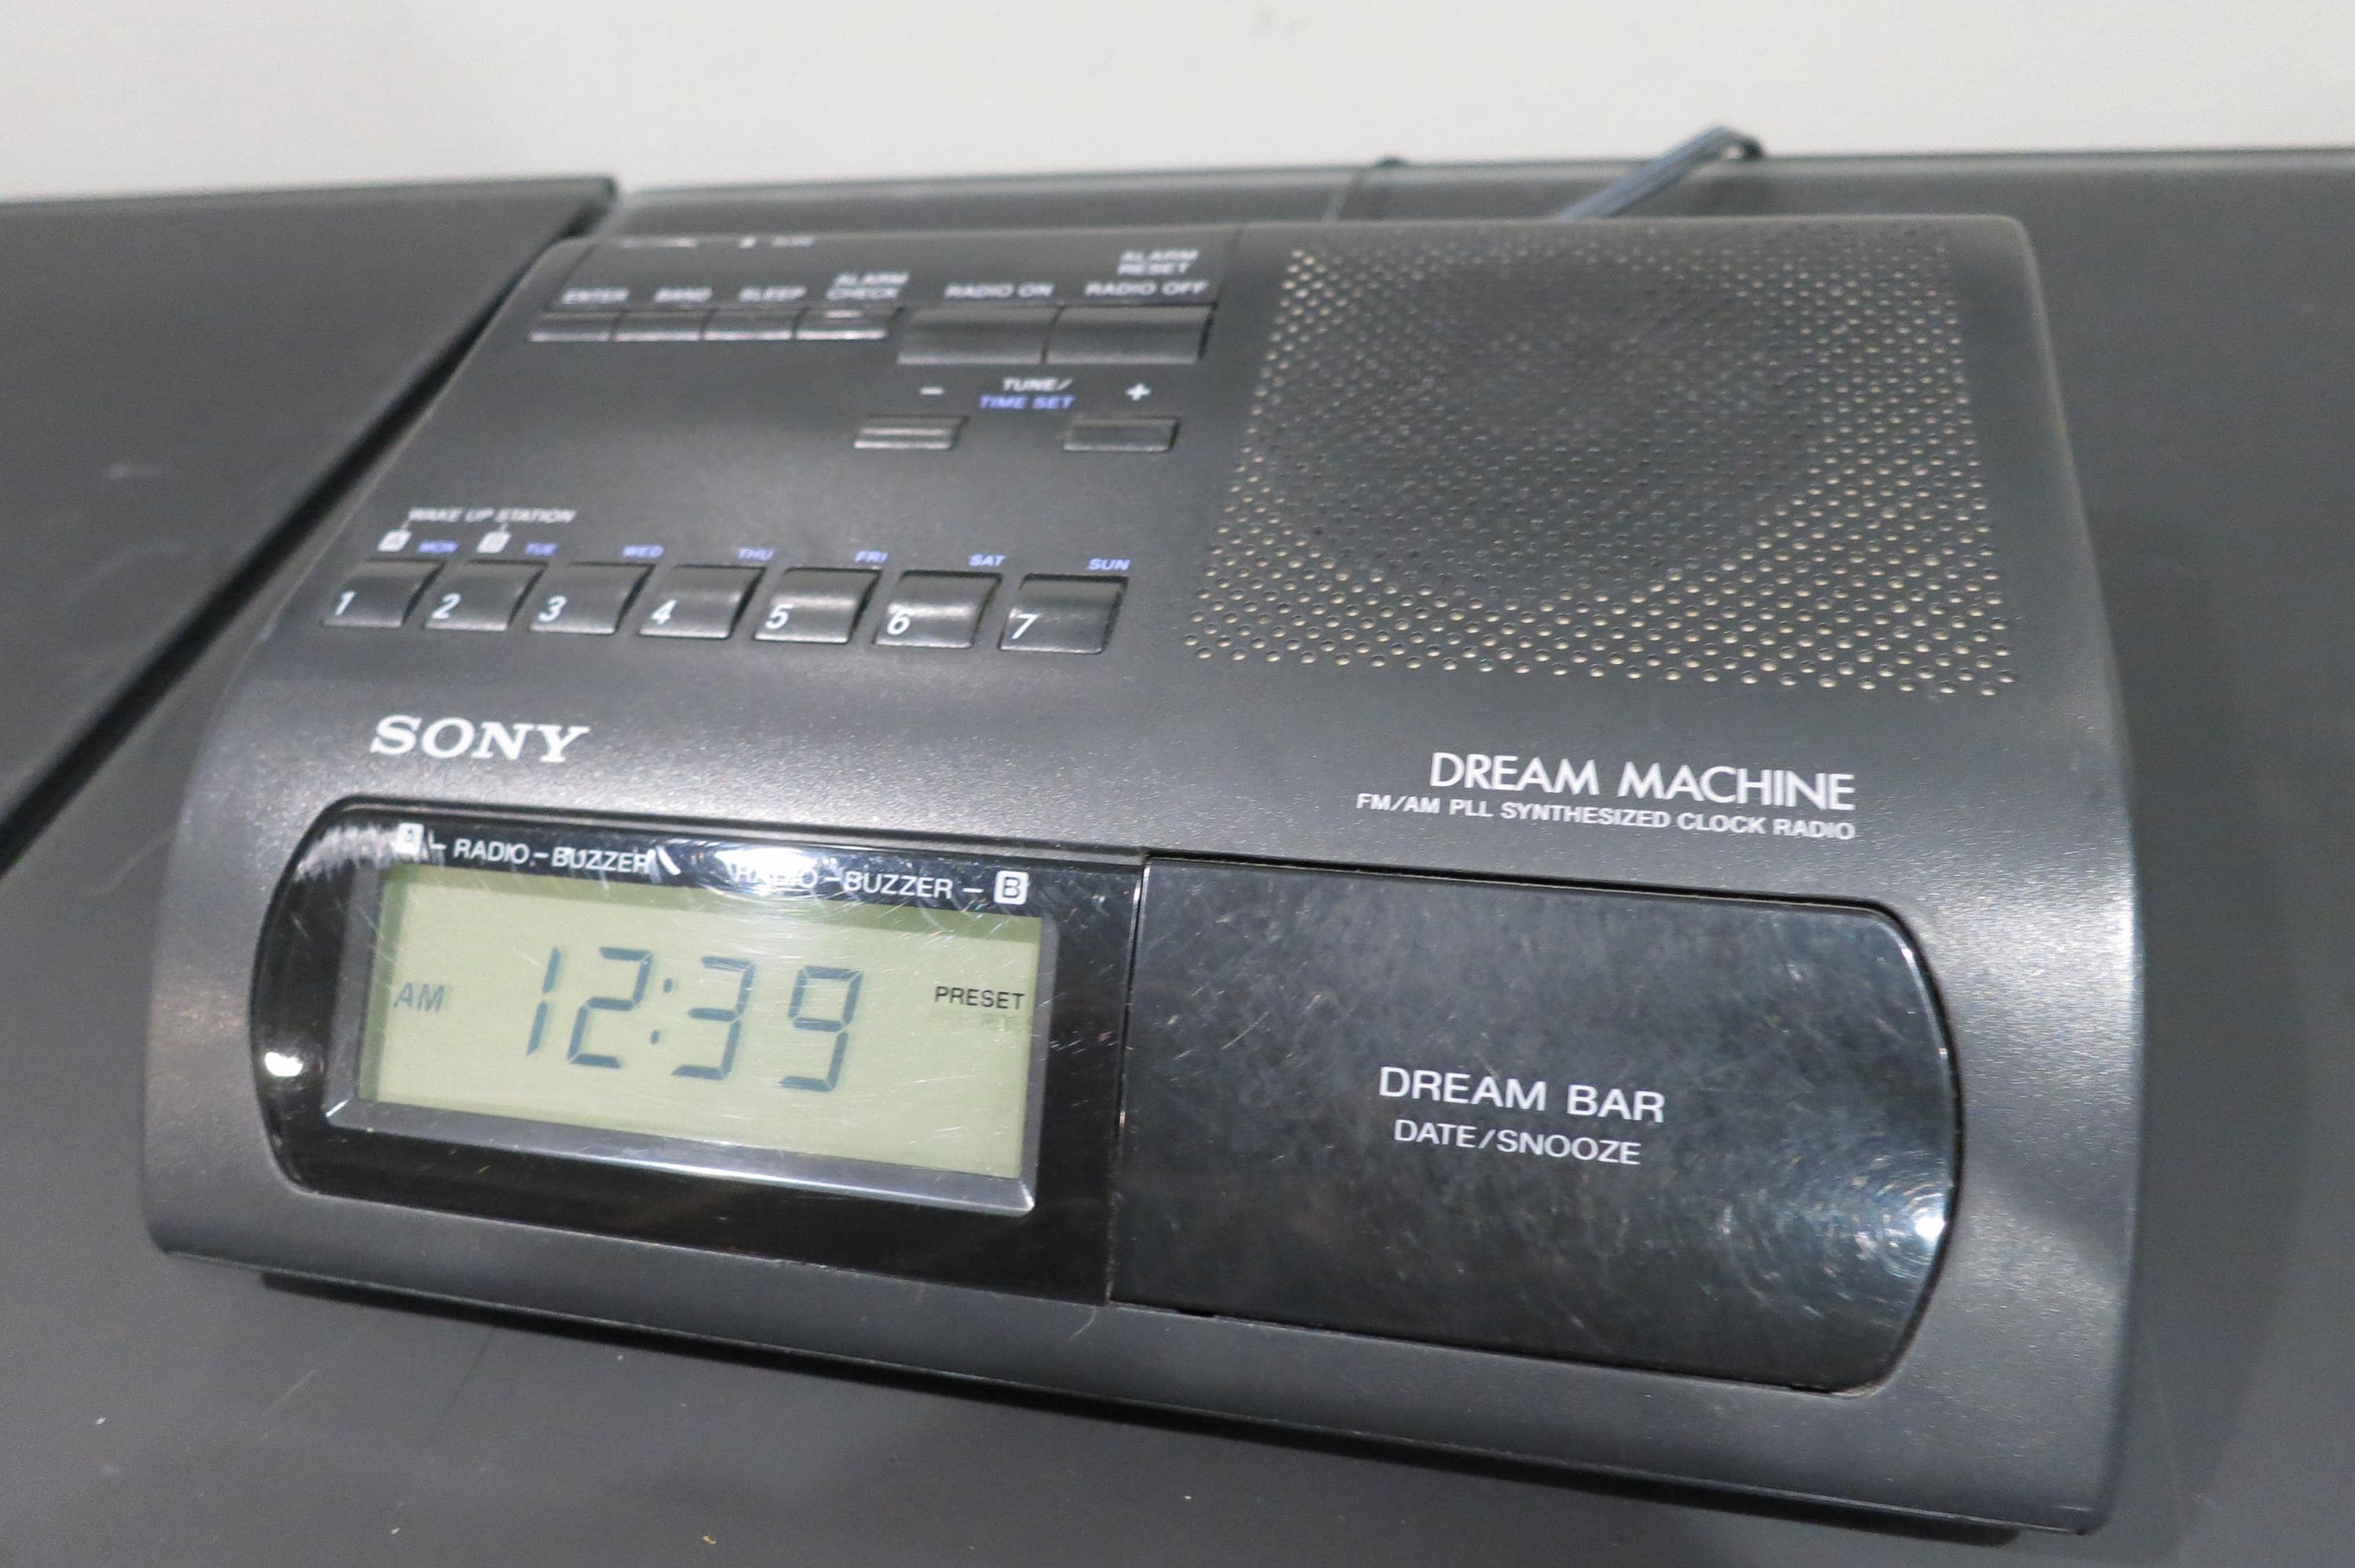 ENTER BAND SLEEP ALARM CHECK RADIO ON ALARM RESET RADIO OFF
− TUNE/ +
TIME SET
WAKE UP STATION
A MON B TUE WED THU FRI SAT SUN
1 2 3 4 5 6 7
SONY
DREAM MACHINE
FM/AM PLL SYNTHESIZED CLOCK RADIO
RADIO - BUZZER RADIO - BUZZER - B
AM 12:39 PRESET
DREAM BAR
DATE/SNOOZE